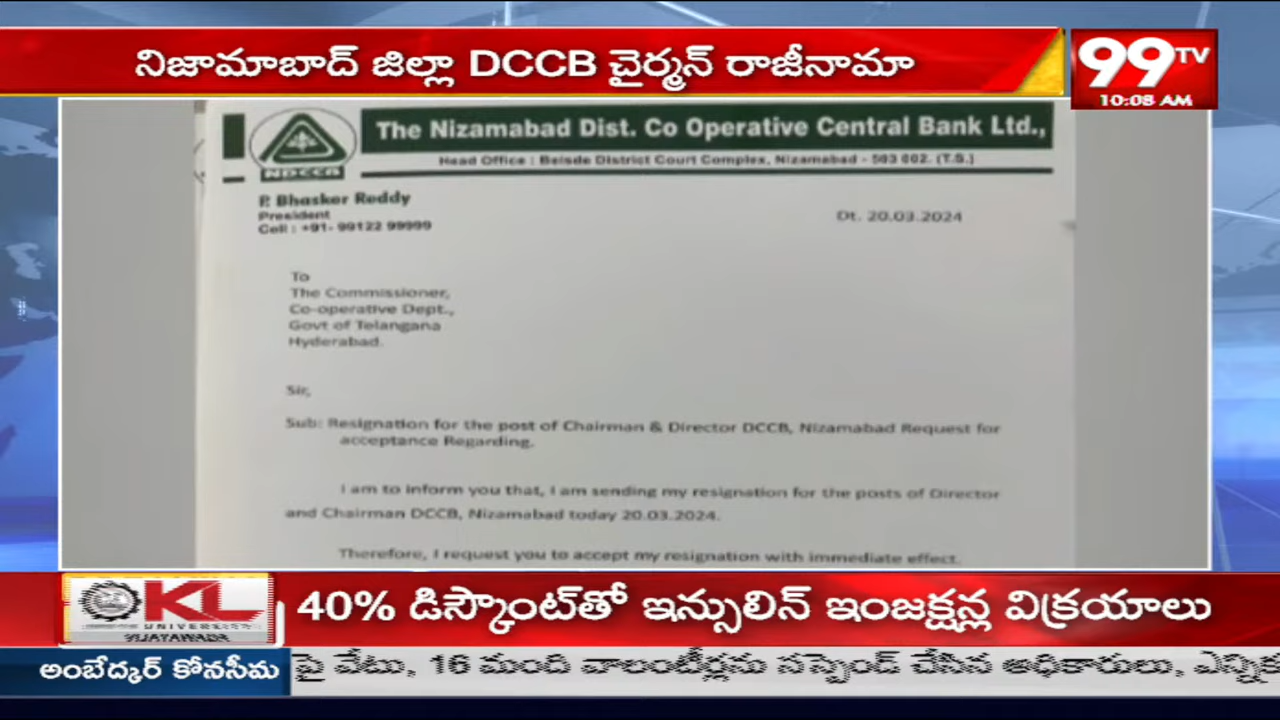 నిజామాబాద్ జిల్లా DCCB చైర్మన్ రాజీనామా
99TV
10:08 AM
The Nizamabad Dist. Co Operative Central Bank Ltd.,
Head Office : Beisde District Court Complex, Nizamabad - 503 002. (T.S.)
NDCCB
P. Bhasker Reddy
President
Cell : +91- 99122 99999
Dt. 20.03.2024
To
The Commissioner,
Co-operative Dept.,
Govt of Telangana
Hyderabad.
Sir,
Sub: Resignation for the post of Chairman & Director DCCB, Nizamabad Request for
acceptance Regarding.
I am to inform you that, I am sending my resignation for the posts of Director
and Chairman DCCB, Nizamabad today 20.03.2024.
Therefore, I request you to accept my resignation with immediate effect.
KL
UNIVERSITY
VIJAYAWADA
40% డిస్కౌంట్‌తో ఇన్సులిన్ ఇంజక్షన్ల విక్రయాలు
అంబేద్కర్ కోనసీమ
పై వేటు, 16 మంది వాలంటీర్లను సస్పెండ్ చేసిన అధికారులు, ఎన్నిక